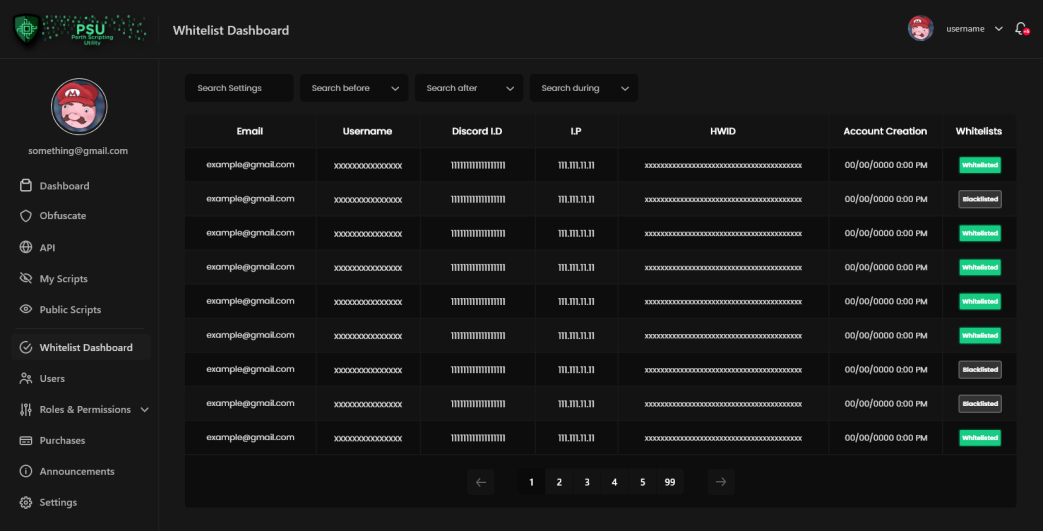 PSU
Perth Scripting
Utility
Whitelist Dashboard
username
something@gmail.com
Dashboard
Obfuscate
API
My Scripts
Public Scripts
Whitelist Dashboard
Users
Roles & Permissions
Purchases
Announcements
Settings
Search Settings Search before Search after Search during
Email Username Discord I.D I.P HWID Account Creation Whitelists
example@gmail.com xxxxxxxxxxxxxxx 111111111111111111 111.111.11.11 xxxxxxxxxxxxxxxxxxxxxxxxxxxxxxxxxxxxxxxx 00/00/0000 0:00 PM Whitelisted
example@gmail.com xxxxxxxxxxxxxxx 111111111111111111 111.111.11.11 xxxxxxxxxxxxxxxxxxxxxxxxxxxxxxxxxxxxxxxx 00/00/0000 0:00 PM Blacklisted
example@gmail.com xxxxxxxxxxxxxxx 111111111111111111 111.111.11.11 xxxxxxxxxxxxxxxxxxxxxxxxxxxxxxxxxxxxxxxx 00/00/0000 0:00 PM Whitelisted
example@gmail.com xxxxxxxxxxxxxxx 111111111111111111 111.111.11.11 xxxxxxxxxxxxxxxxxxxxxxxxxxxxxxxxxxxxxxxx 00/00/0000 0:00 PM Whitelisted
example@gmail.com xxxxxxxxxxxxxxx 111111111111111111 111.111.11.11 xxxxxxxxxxxxxxxxxxxxxxxxxxxxxxxxxxxxxxxx 00/00/0000 0:00 PM Whitelisted
example@gmail.com xxxxxxxxxxxxxxx 111111111111111111 111.111.11.11 xxxxxxxxxxxxxxxxxxxxxxxxxxxxxxxxxxxxxxxx 00/00/0000 0:00 PM Whitelisted
example@gmail.com xxxxxxxxxxxxxxx 111111111111111111 111.111.11.11 xxxxxxxxxxxxxxxxxxxxxxxxxxxxxxxxxxxxxxxx 00/00/0000 0:00 PM Blacklisted
example@gmail.com xxxxxxxxxxxxxxx 111111111111111111 111.111.11.11 xxxxxxxxxxxxxxxxxxxxxxxxxxxxxxxxxxxxxxxx 00/00/0000 0:00 PM Blacklisted
example@gmail.com xxxxxxxxxxxxxxx 111111111111111111 111.111.11.11 xxxxxxxxxxxxxxxxxxxxxxxxxxxxxxxxxxxxxxxx 00/00/0000 0:00 PM Whitelisted
← 1 2 3 4 5 99 →